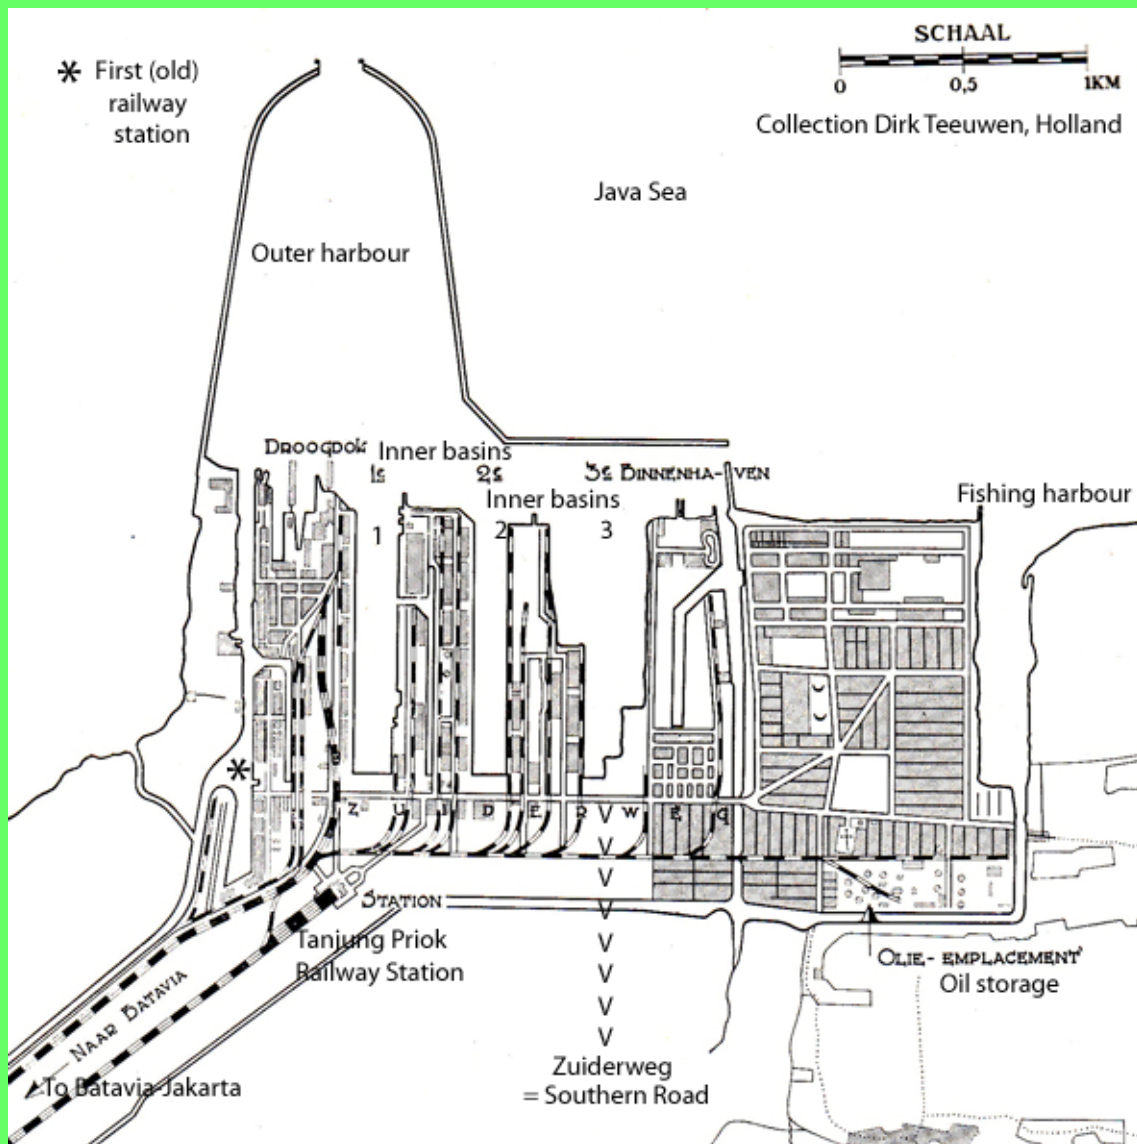 SCHAAL
0 0,5 1KM
Collection Dirk Teeuwen, Holland
* First (old)
railway
station
Java Sea
Outer harbour
DROOGDOK
Inner basins
1e 2e 3e BINNENHAVEN
Inner basins
1 2 3
Fishing harbour
*
Z U I D E R W E G
V
V
V
V
V
V
V
V
STATION
Tanjung Priok
Railway Station
OLIE-EMPLACEMENT
Oil storage
NAAR BATAVIA
To Batavia-Jakarta
Zuiderweg
= Southern Road